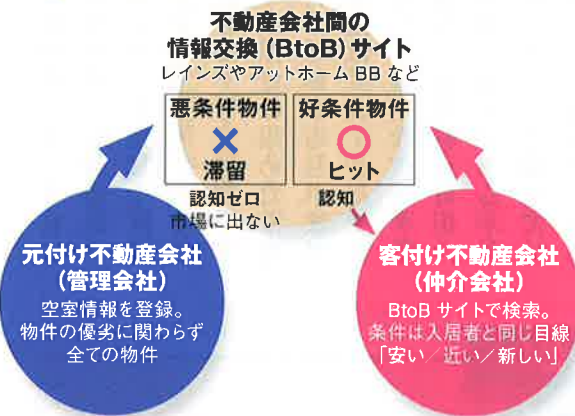 不動産会社間の
情報交換（BtoB）サイト
レインズやアットホーム BB など
悪条件物件
×
滞留
好条件物件
○
ヒット
認知ゼロ
市場に出ない
認知
元付け不動産会社
（管理会社）
空室情報を登録。
物件の優劣に関わらず
全ての物件
客付け不動産会社
（仲介会社）
BtoB サイトで検索。
条件は入居者と同じ目線
「安い／近い／新しい」